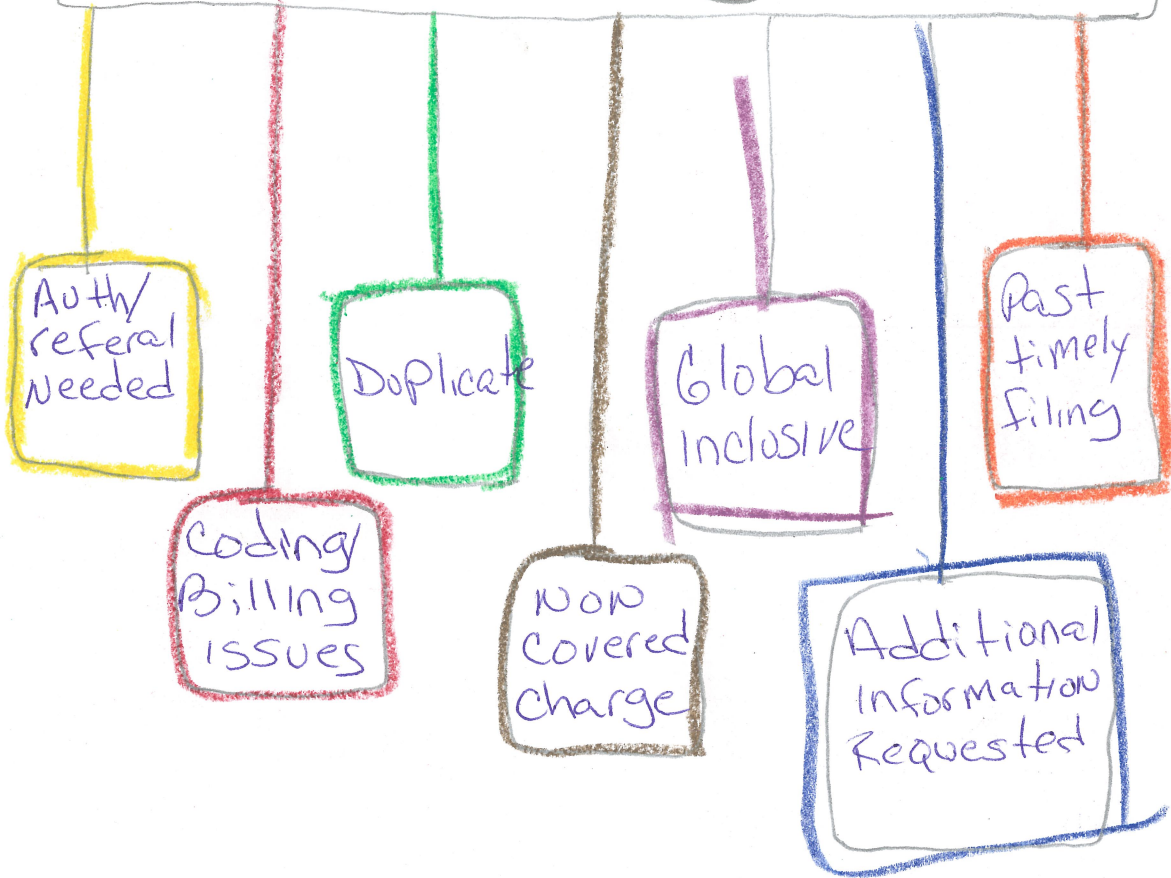 Auth/
referal
Needed
Coding/
Billing
issues
Duplicate
Non
Covered
charge
Global
inclusive
Additional
Information
Requested
Past
timely
filing